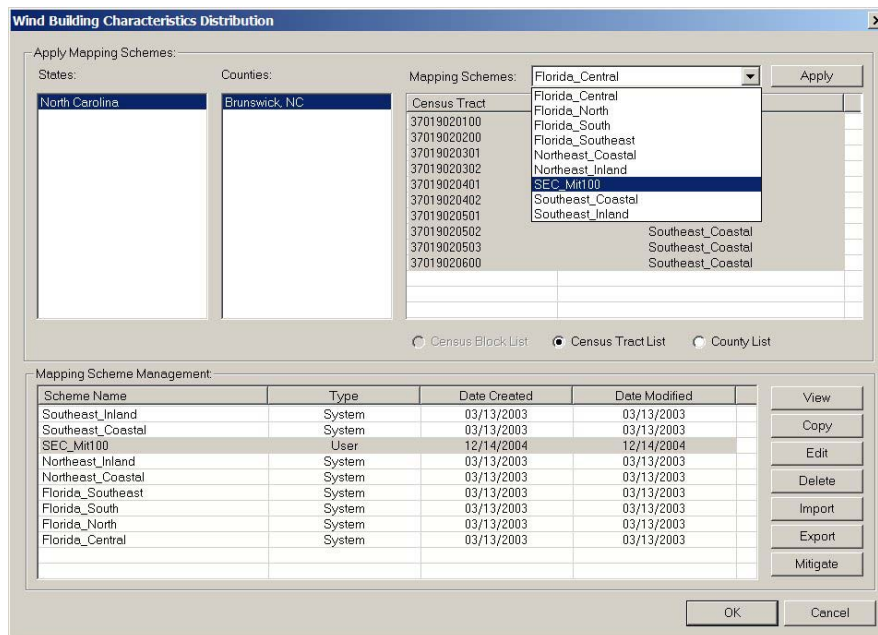 Wind Building Characteristics Distribution
Apply Mapping Schemes:
States: Counties: Mapping Schemes: Florida_Central Apply
North Carolina
Brunswick, NC
Census Tract
37019020100
37019020200
37019020301
37019020302
37019020401
37019020402
37019020501
37019020502 Southeast_Coastal
37019020503 Southeast_Coastal
37019020600 Southeast_Coastal
Florida_Central
Florida_North
Florida_South
Florida_Southeast
Northeast_Coastal
Northeast_Inland
SEC_Mit100
Southeast_Coastal
Southeast_Inland
Census Block List Census Tract List County List
Mapping Scheme Management:
Scheme Name Type Date Created Date Modified
Southeast_Inland System 03/13/2003 03/13/2003
Southeast_Coastal System 03/13/2003 03/13/2003
SEC_Mit100 User 12/14/2004 12/14/2004
Northeast_Inland System 03/13/2003 03/13/2003
Northeast_Coastal System 03/13/2003 03/13/2003
Florida_Southeast System 03/13/2003 03/13/2003
Florida_South System 03/13/2003 03/13/2003
Florida_North System 03/13/2003 03/13/2003
Florida_Central System 03/13/2003 03/13/2003
View
Copy
Edit
Delete
Import
Export
Mitigate
OK Cancel